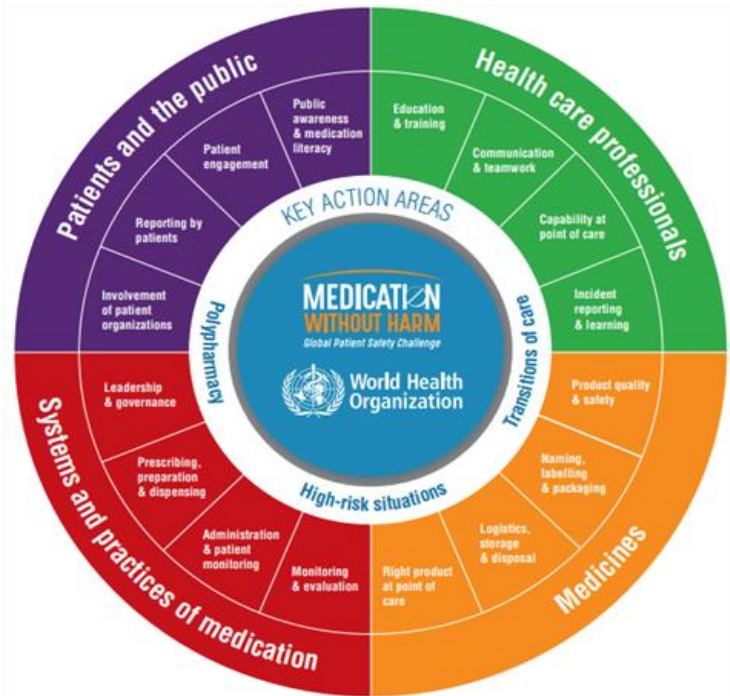 Patients and the public
Public
awareness
& medication
literacy
Patient
engagement
Reporting by
patients
Involvement
of patient
organizations
Health care professionals
Education
& training
Communication
& teamwork
Capability at
point of care
Incident
reporting
& learning
KEY ACTION AREAS
Polypharmacy
Transitions of care
High-risk situations
MEDICATION
WITHOUT HARM
Global Patient Safety Challenge
World Health
Organization
Systems and practices of medication
Leadership
& governance
Prescribing,
preparation
& dispensing
Administration
& patient
monitoring
Monitoring
& evaluation
Medicines
Product quality
& safety
Naming,
labelling
& packaging
Logistics,
storage
& disposal
Right product
at point of
care